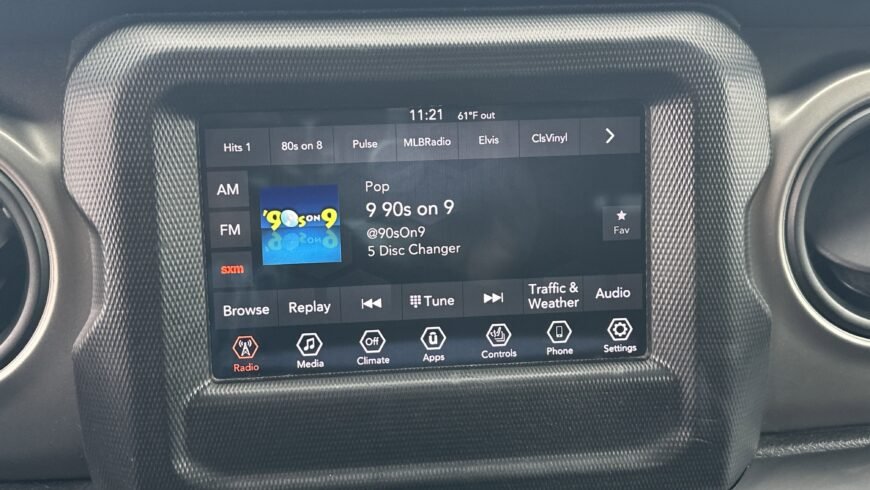 11:21 61°F out
Hits 1 80s on 8 Pulse MLBRadio Elvis ClsVinyl
AM
FM
sxm
'90s ON 9
Pop
9 90s on 9
@90sOn9
5 Disc Changer
Fav
Browse Replay Tune Traffic & Weather Audio
Radio Media Off Climate Apps Controls Phone Settings